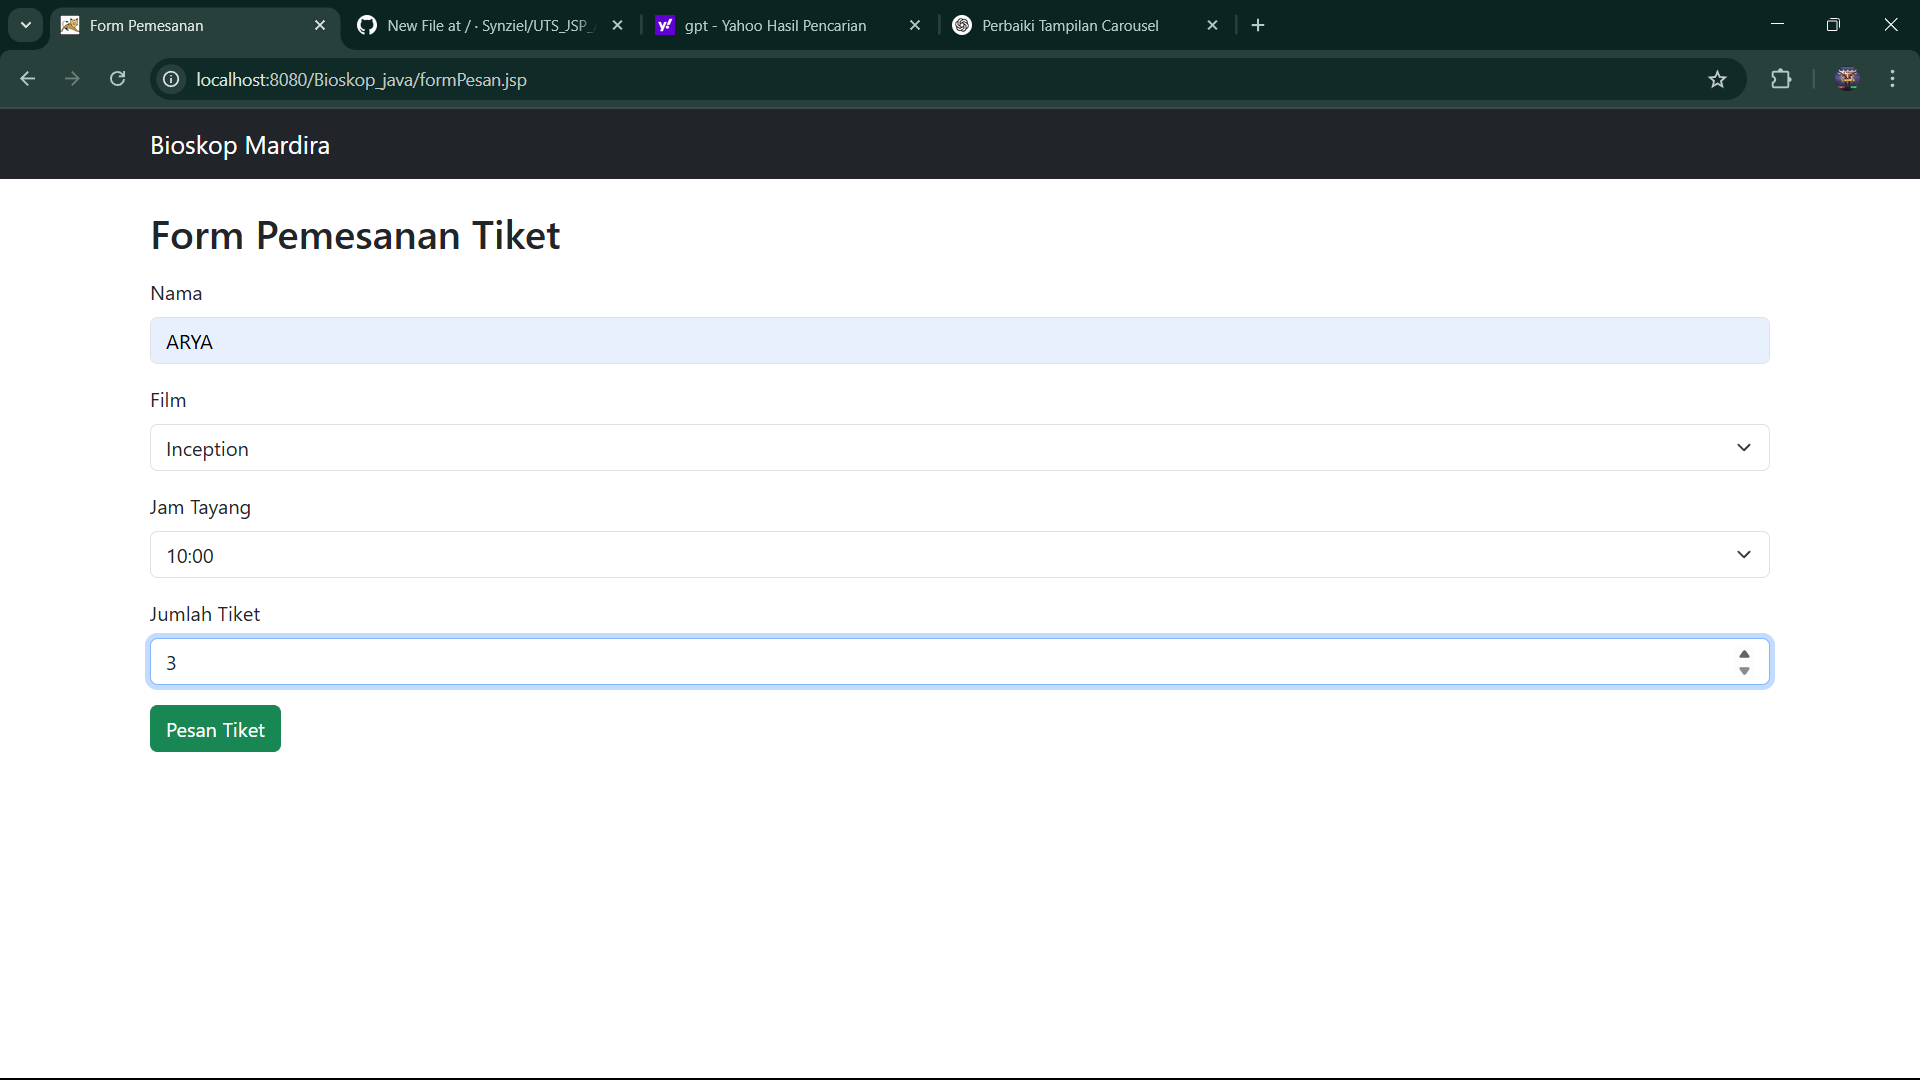 Form Pemesanan
New File at / · Synziel/UTS_JSP_
gpt - Yahoo Hasil Pencarian
Perbaiki Tampilan Carousel
localhost:8080/Bioskop_java/formPesan.jsp
Bioskop Mardira
Form Pemesanan Tiket
Nama
ARYA
Film
Inception
Jam Tayang
10:00
Jumlah Tiket
3
Pesan Tiket